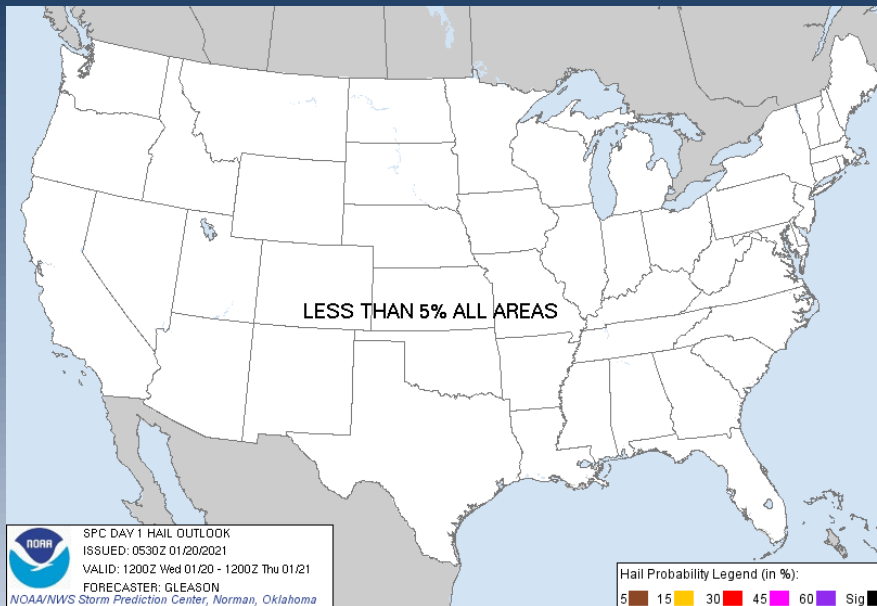 LESS THAN 5% ALL AREAS
NOAA
SPC DAY 1 HAIL OUTLOOK
ISSUED: 0530Z 01/20/2021
VALID: 1200Z Wed 01/20 - 1200Z Thu 01/21
FORECASTER: GLEASON
NOAA/NWS Storm Prediction Center, Norman, Oklahoma
Hail Probability Legend (in %):
5 15 30 45 60 Sig